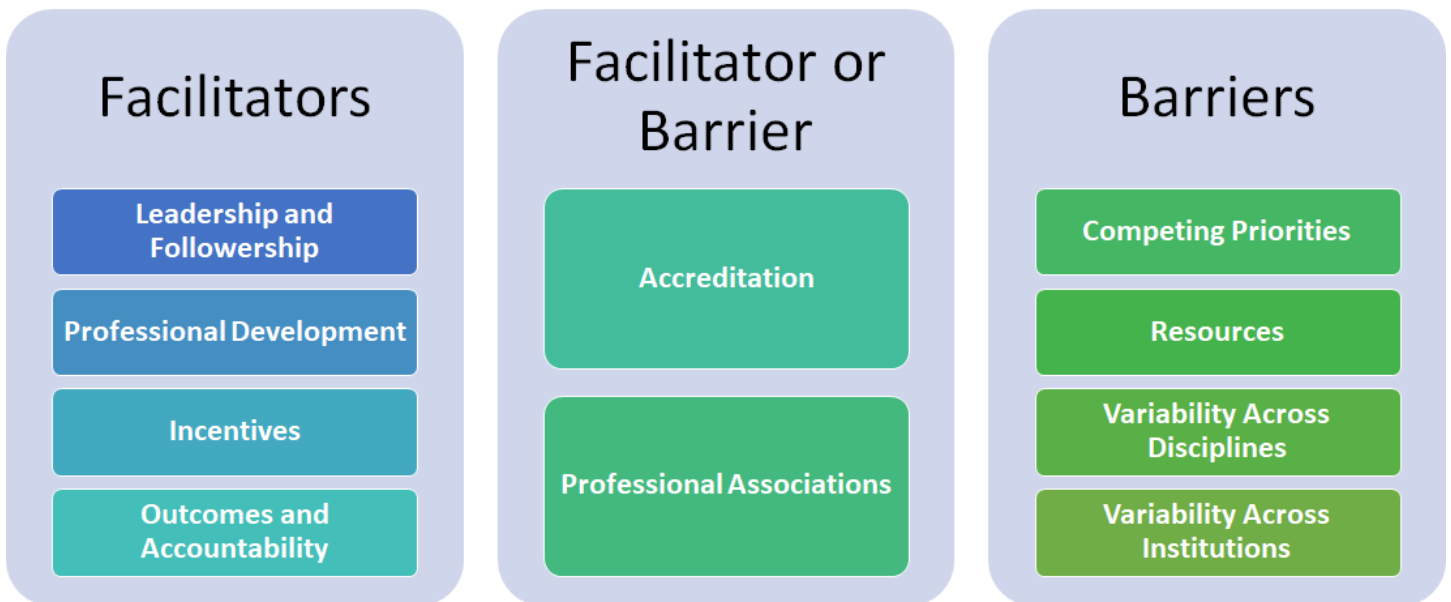 Facilitators
Leadership and
Followership
Professional Development
Incentives
Outcomes and
Accountability
Facilitator or
Barrier
Accreditation
Professional Associations
Barriers
Competing Priorities
Resources
Variability Across
Disciplines
Variability Across
Institutions